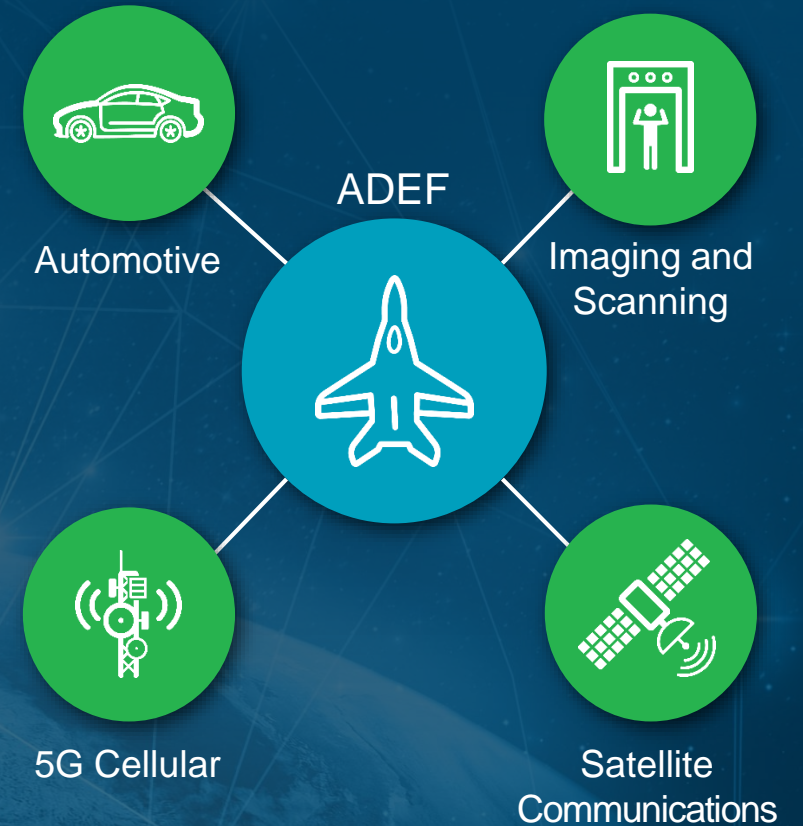 ADEF
Automotive
Imaging and
Scanning
5G Cellular
Satellite
Communications